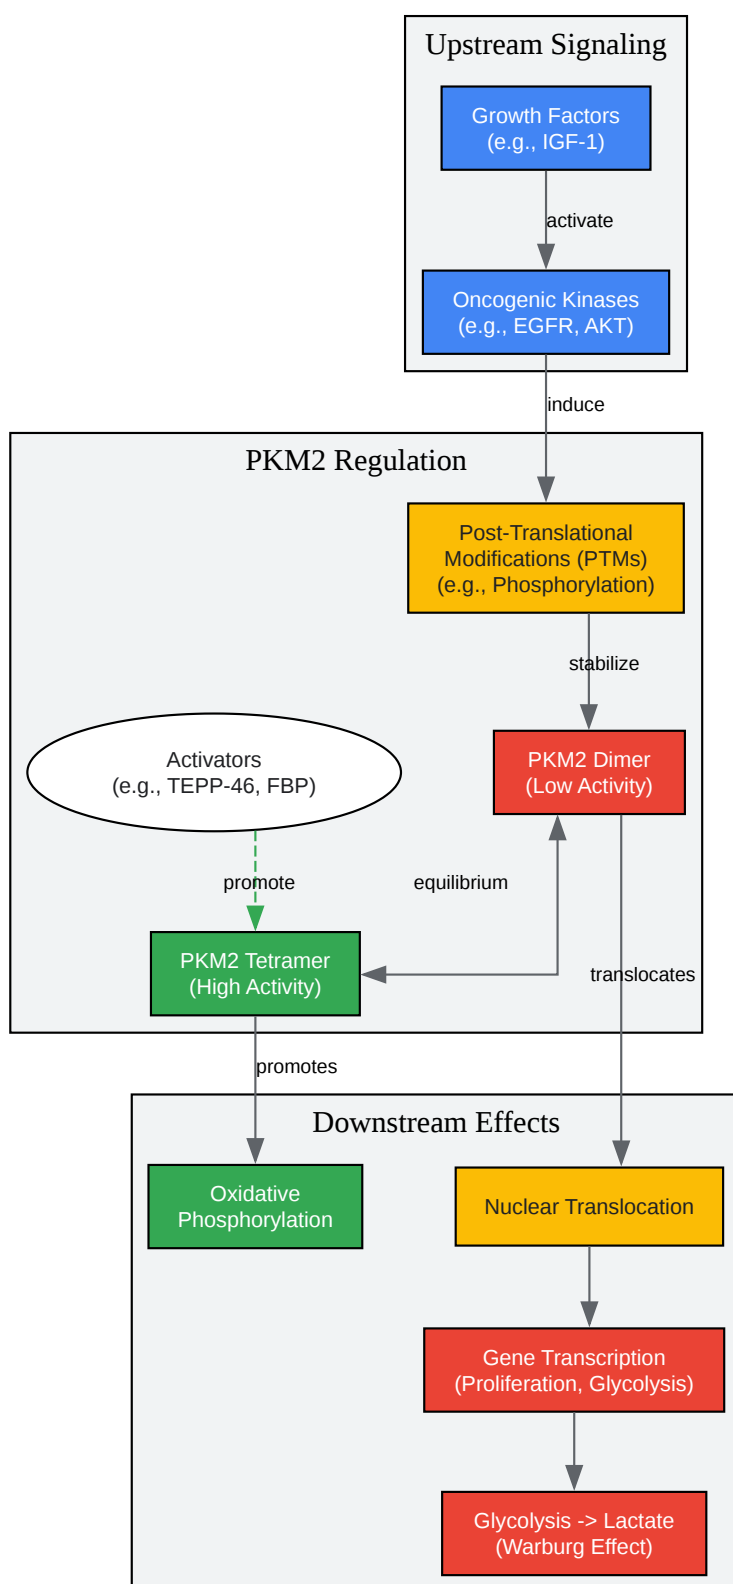 Upstream Signaling
Growth Factors
(e.g., IGF-1)
activate
Oncogenic Kinases
(e.g., EGFR, AKT)
induce
PKM2 Regulation
Post-Translational
Modifications (PTMs)
(e.g., Phosphorylation)
stabilize
Activators
(e.g., TEPP-46, FBP)
PKM2 Dimer
(Low Activity)
promote
equilibrium
PKM2 Tetramer
(High Activity)
translocates
promotes
Downstream Effects
Oxidative
Phosphorylation
Nuclear Translocation
Gene Transcription
(Proliferation, Glycolysis)
Glycolysis -> Lactate
(Warburg Effect)